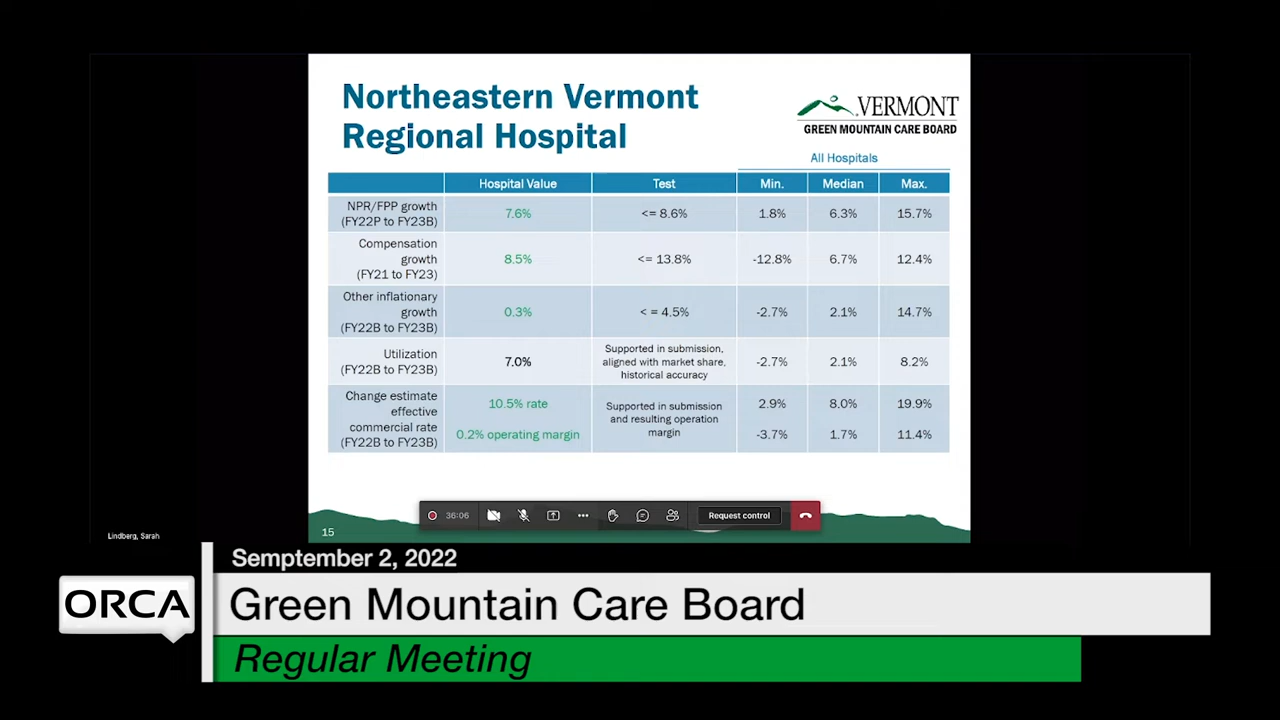 Northeastern Vermont
Regional Hospital
VERMONT
GREEN MOUNTAIN CARE BOARD
All Hospitals
Hospital Value Test Min. Median Max.
NPR/FPP growth
(FY22P to FY23B)
7.6% <= 8.6% 1.8% 6.3% 15.7%
Compensation
growth
(FY21 to FY23)
8.5% <= 13.8% -12.8% 6.7% 12.4%
Other inflationary
growth
(FY22B to FY23B)
0.3% < = 4.5% -2.7% 2.1% 14.7%
Utilization
(FY22B to FY23B)
7.0%
Supported in submission,
aligned with market share,
historical accuracy
-2.7% 2.1% 8.2%
Change estimate
effective
commercial rate
(FY22B to FY23B)
10.5% rate
0.2% operating margin
Supported in submission
and resulting operation
margin
2.9% 8.0% 19.9%
-3.7% 1.7% 11.4%
36:06 Request control
15
Lindberg, Sarah
Semptember 2, 2022
ORCA
Green Mountain Care Board
Regular Meeting